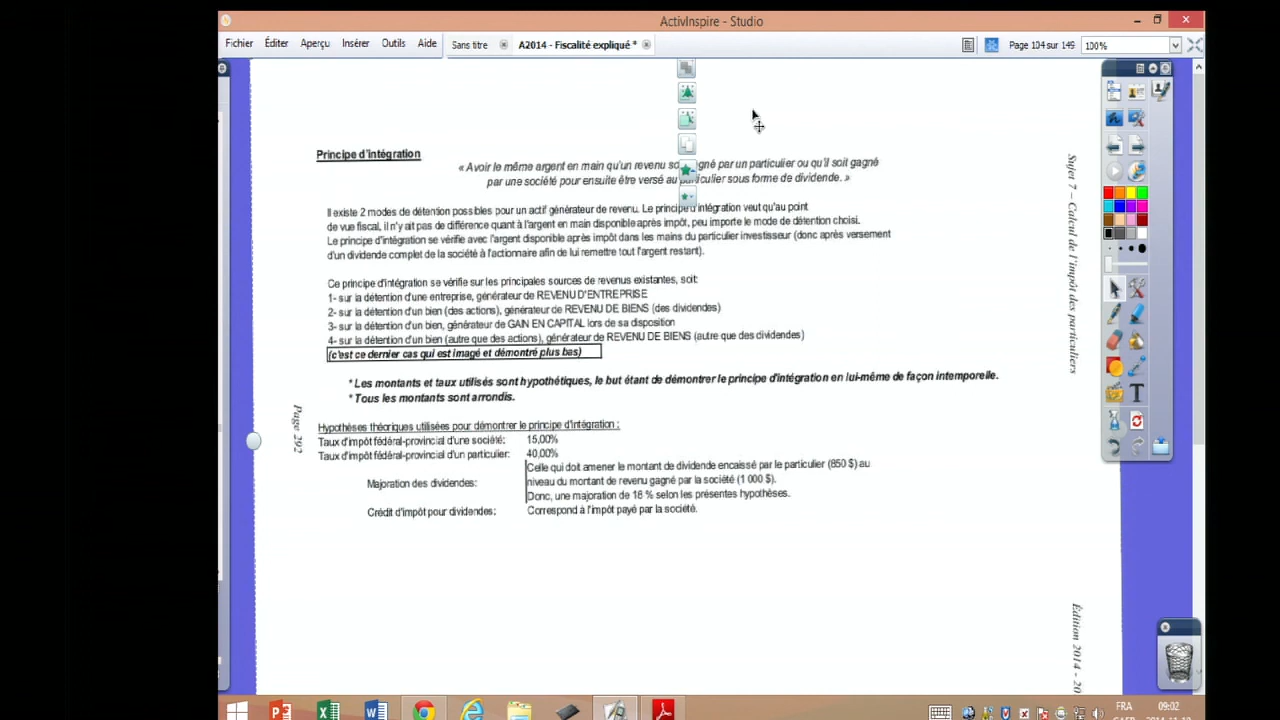 ActivInspire - Studio
Fichier Éditer Aperçu Insérer Outils Aide Sans titre A2014 - Fiscalité expliqué * Page 104 sur 149 100%
Principe d'intégration
« Avoir le même argent en main qu'un revenu so gné par un particulier ou qu'il soit gagné
par une société pour ensuite être versé au particulier sous forme de dividende. »
Il existe 2 modes de détention possibles pour un actif générateur de revenu. Le principe d'intégration veut qu'au point
de vue fiscal, il n'y ait pas de différence quant à l'argent en main disponible après impôt, peu importe le mode de détention choisi.
Le principe d'intégration se vérifie avec l'argent disponible après impôt dans les mains du particulier investisseur (donc après versement
d'un dividende complet de la société à l'actionnaire afin de lui remettre tout l'argent restant).
Ce principe d'intégration se vérifie sur les principales sources de revenus existantes, soit:
1- sur la détention d'une entreprise, générateur de REVENU D'ENTREPRISE
2- sur la détention d'un bien (des actions), générateur de REVENU DE BIENS (des dividendes)
3- sur la détention d'un bien, générateur de GAIN EN CAPITAL lors de sa disposition
4- sur la détention d'un bien (autre que des actions), générateur de REVENU DE BIENS (autre que des dividendes)
(c'est ce dernier cas qui est imagé et démontré plus bas)
* Les montants et taux utilisés sont hypothétiques, le but étant de démontrer le principe d'intégration en lui-même de façon intemporelle.
* Tous les montants sont arrondis.
Hypothèses théoriques utilisées pour démontrer le principe d'intégration :
Taux d'impôt fédéral-provincial d'une société: 15,00%
Taux d'impôt fédéral-provincial d'un particulier: 40,00%
Celle qui doit amener le montant de dividende encaissé par le particulier (850 $) au
Majoration des dividendes: niveau du montant de revenu gagné par la société (1 000 $).
Donc, une majoration de 18 % selon les présentes hypothèses.
Crédit d'impôt pour dividendes: Correspond à l'impôt payé par la société.
Page 292
Sujet 7 – Calcul de l'impôt des particuliers
Édition 2014 - 20
FRA
09:02